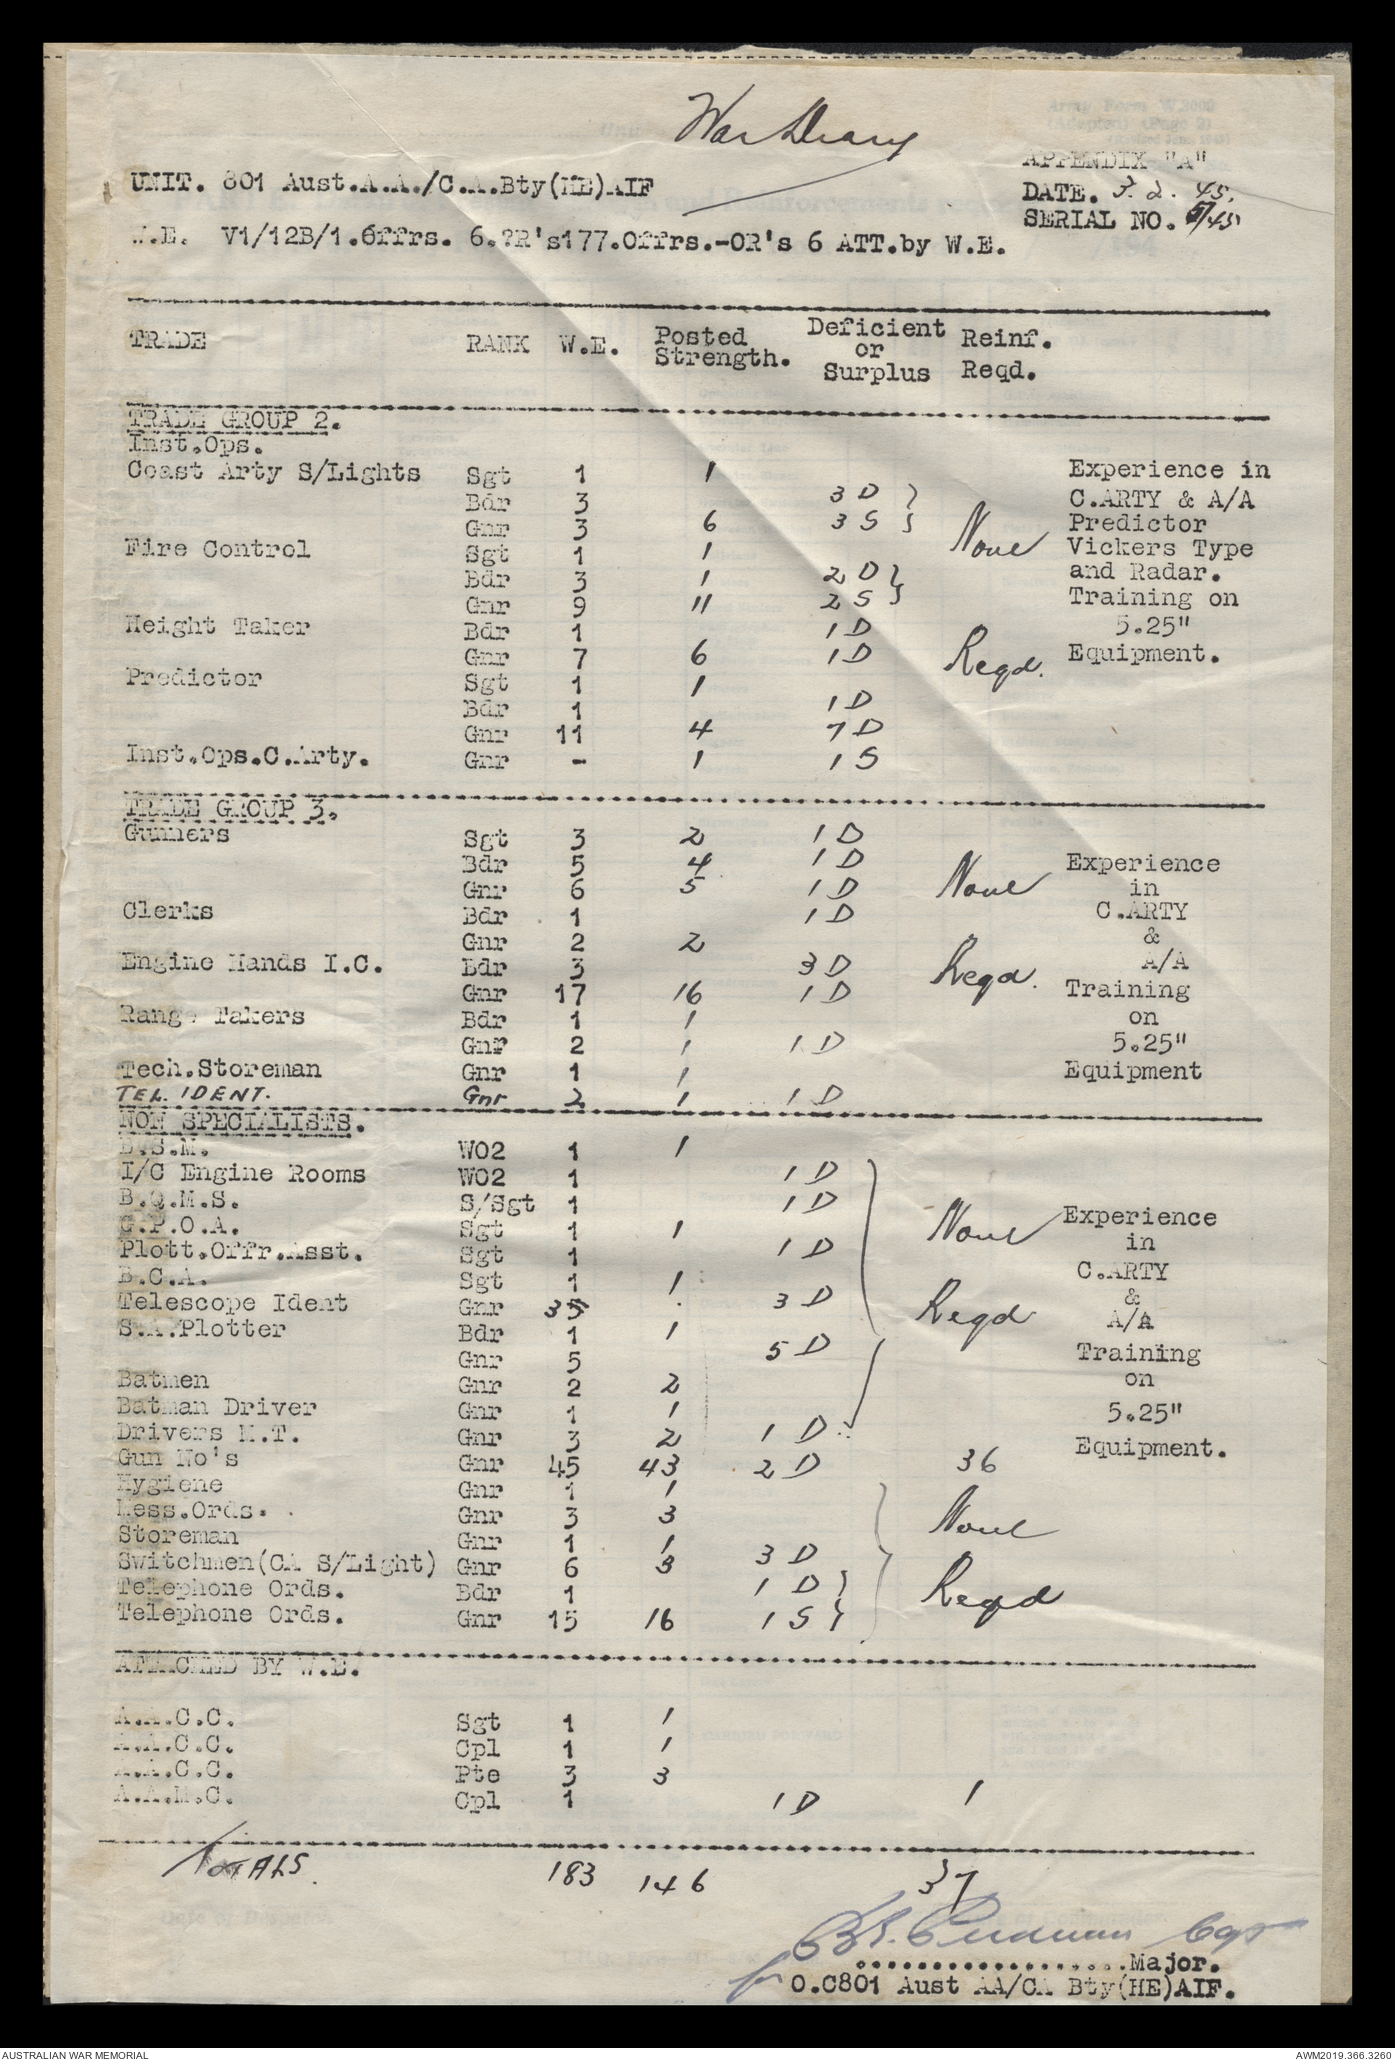 War Diary
APPENDIX "A"
UNIT. 801 Aust.A.A./C.A.Bty(HE)AIF
DATE. 3. 2. 45.
SERIAL NO. 5/45
W.E. V1/12B/1.6ffrs. 6.?R's177.Offrs.-OR's 6 ATT.by W.E.
TRADE RANK W.E. Posted Strength. Deficient or Surplus Reinf. Reqd.
TRADE GROUP 2.
Inst.Ops.
Coast Arty S/Lights Sgt 1 1 Experience in
Bdr 3 3 D } C.ARTY & A/A
Gnr 3 6 3 S } None Predictor
Fire Control Sgt 1 1 Vickers Type
Bdr 3 1 2 D } and Radar.
Gnr 9 11 2 S } Training on
Height Taker Bdr 1 1 D 5.25"
Gnr 7 6 1 D Reqd. Equipment.
Predictor Sgt 1 1
Bdr 1 1 D
Gnr 11 4 7 D
Inst.Ops.C.Arty. Gnr - 1 1 S
TRADE GROUP 3.
Gunners Sgt 3 2 1 D
Bdr 5 4 1 D Experience
Gnr 6 5 1 D None in
Clerks Bdr 1 1 D C.ARTY
Gnr 2 2 &
Engine Hands I.C. Bdr 3 3 D Reqd. A/A
Gnr 17 16 1 D Training
Range Takers Bdr 1 1 on
Gnr 2 1 1 D 5.25"
Tech.Storeman Gnr 1 1 Equipment
TEL. IDENT. Gnr 2 1 1 D
NON SPECIALISTS.
B.S.M. WO2 1 1
I/C Engine Rooms WO2 1 1 D
B.Q.M.S. S/Sgt 1 1 D
G.P.O.A. Sgt 1 1 None Experience
Plott.Offr.Asst. Sgt 1 1 D in
B.C.A. Sgt 1 1 C.ARTY
Telescope Ident Gnr 3 3 D Reqd &
S.A.Plotter Bdr 1 1 A/A
Gnr 5 5 D Training
Batmen Gnr 2 2 on
Batman Driver Gnr 1 1 5.25"
Drivers M.T. Gnr 3 2 1 D Equipment.
Gun No's Gnr 45 43 2 D 36
Hygiene Gnr 1 1
Mess.Ords. Gnr 3 3 None
Storeman Gnr 1 1
Switchmen(CA S/Light) Gnr 6 3 3 D
Telephone Ords. Bdr 1 1 D } Reqd
Telephone Ords. Gnr 15 16 1 S }
ATTACHED BY W.E.
A.A.C.C. Sgt 1 1
A.A.C.C. Cpl 1 1
A.A.C.C. Pte 3 3
A.A.M.C. Cpl 1 1 D 1
TOTALS 183 146 37
Capt
..................Major.
for O.C801 Aust AA/CA Bty(HE)AIF.
AUSTRALIAN WAR MEMORIAL
AWM2019.366.3260